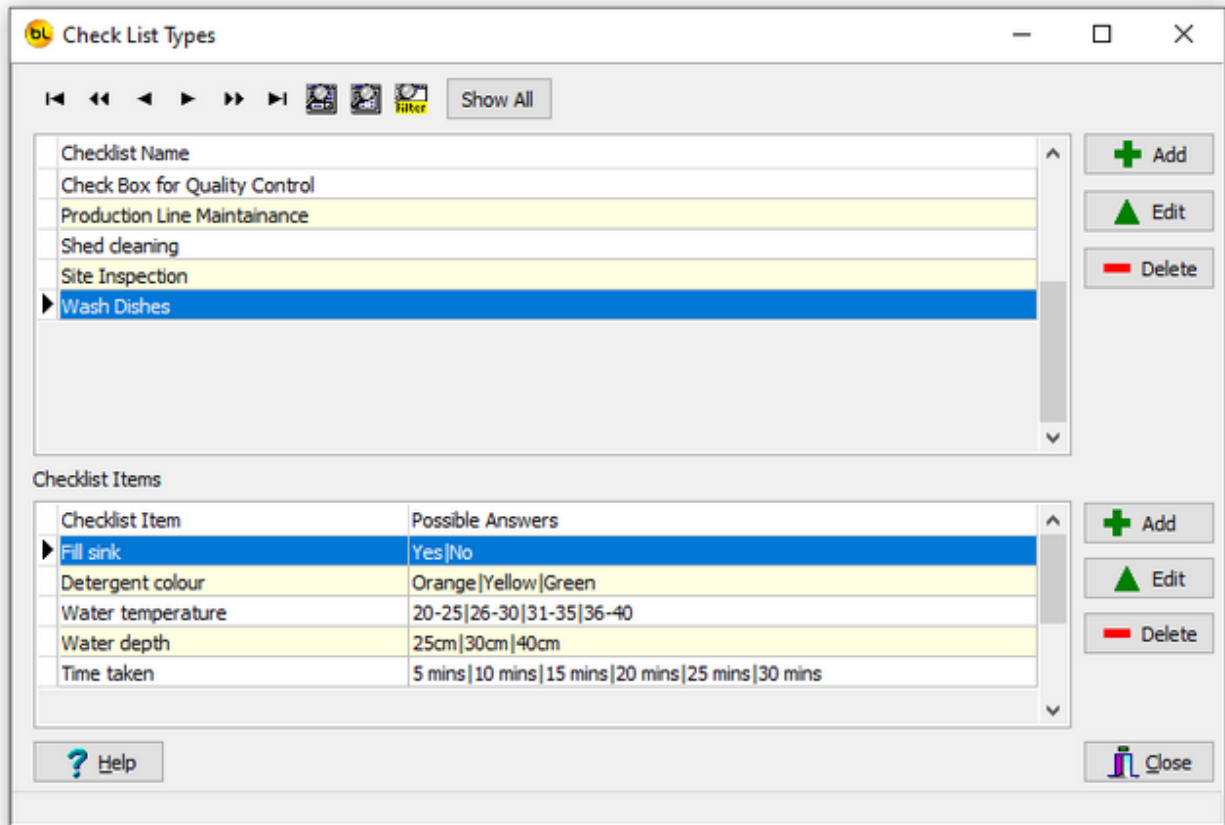 bL Check List Types
filter Show All
Checklist Name
Add
Check Box for Quality Control
Production Line Maintainance
Edit
Shed cleaning
Site Inspection
Delete
Wash Dishes
Checklist Items
Checklist Item Possible Answers
Add
Fill sink Yes|No
Detergent colour Orange|Yellow|Green
Edit
Water temperature 20-25|26-30|31-35|36-40
Water depth 25cm|30cm|40cm
Delete
Time taken 5 mins|10 mins|15 mins|20 mins|25 mins|30 mins
? Help
Close